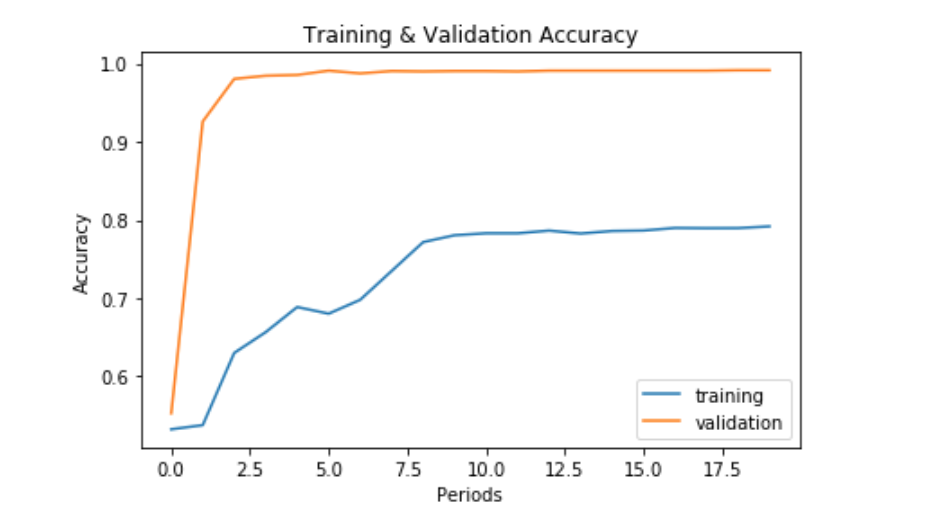 Training & Validation Accuracy
1.0
0.9
0.8
0.7
0.6
Accuracy
training
validation
0.0 2.5 5.0 7.5 10.0 12.5 15.0 17.5
Periods